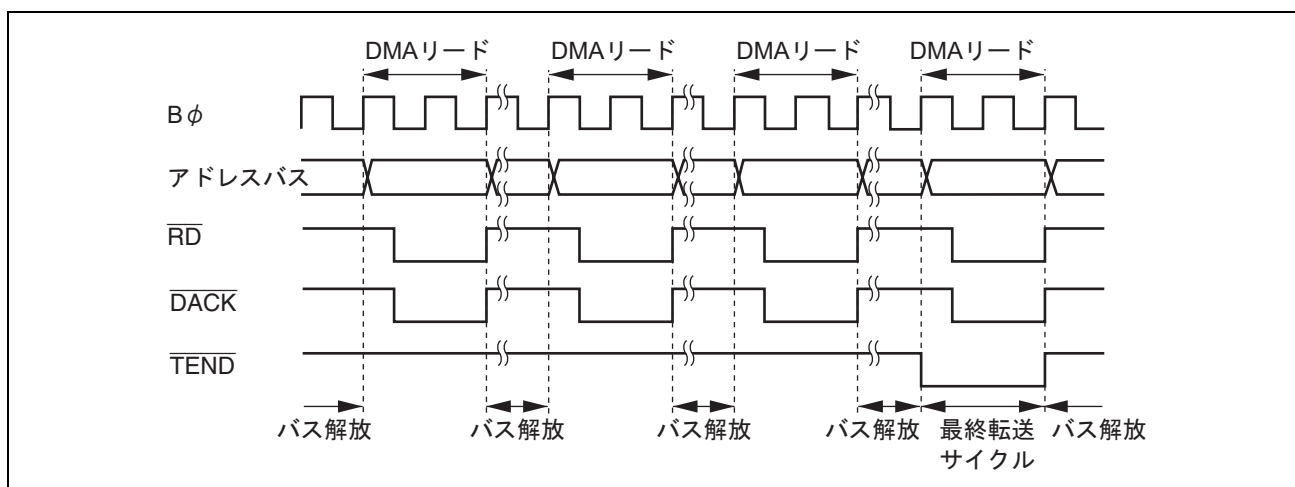 DMAリード DMAリード DMAリード DMAリード
Bφ
アドレスバス
RD
DACK
TEND
バス解放 バス解放 バス解放 バス解放 最終転送 バス解放
サイクル